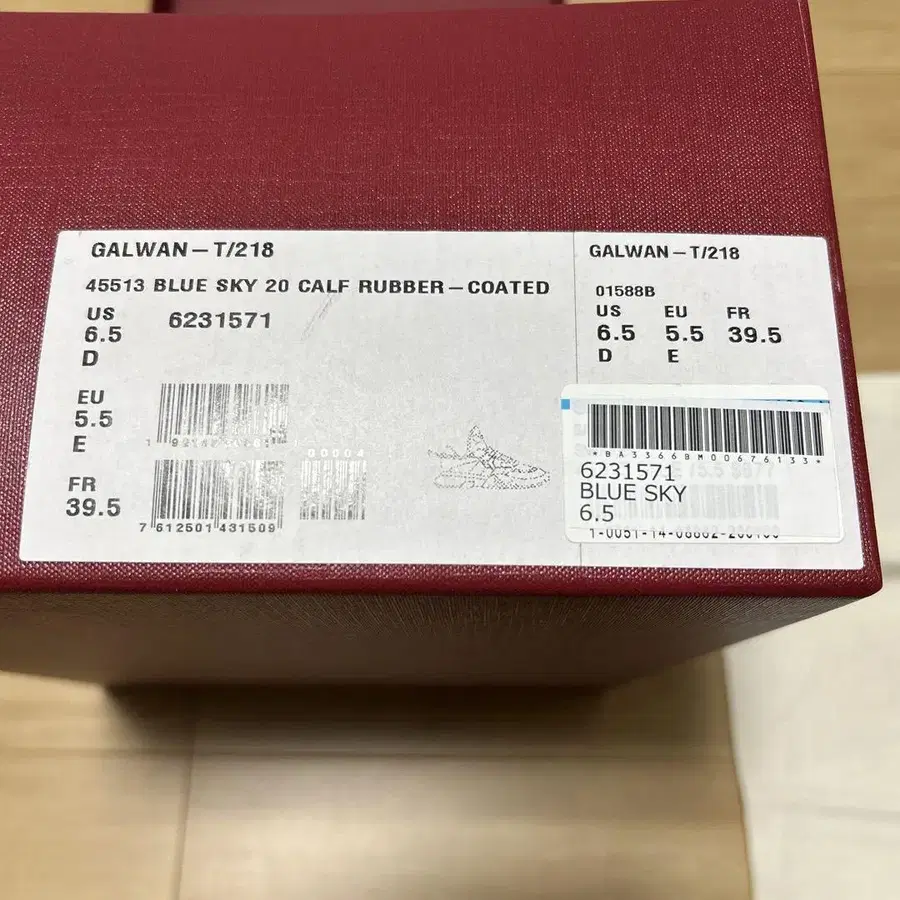 GALWAN-T/218
45513 BLUE SKY 20 CALF RUBBER-COATED
US
6.5
D
6231571
EU
5.5
E
FR
39.5
00004
7 612501 431509
GALWAN-T/218
01588B
US EU FR
6.5 5.5 39.5
D E
*BA3366BM00676133*
6231571
BLUE SKY
6.5